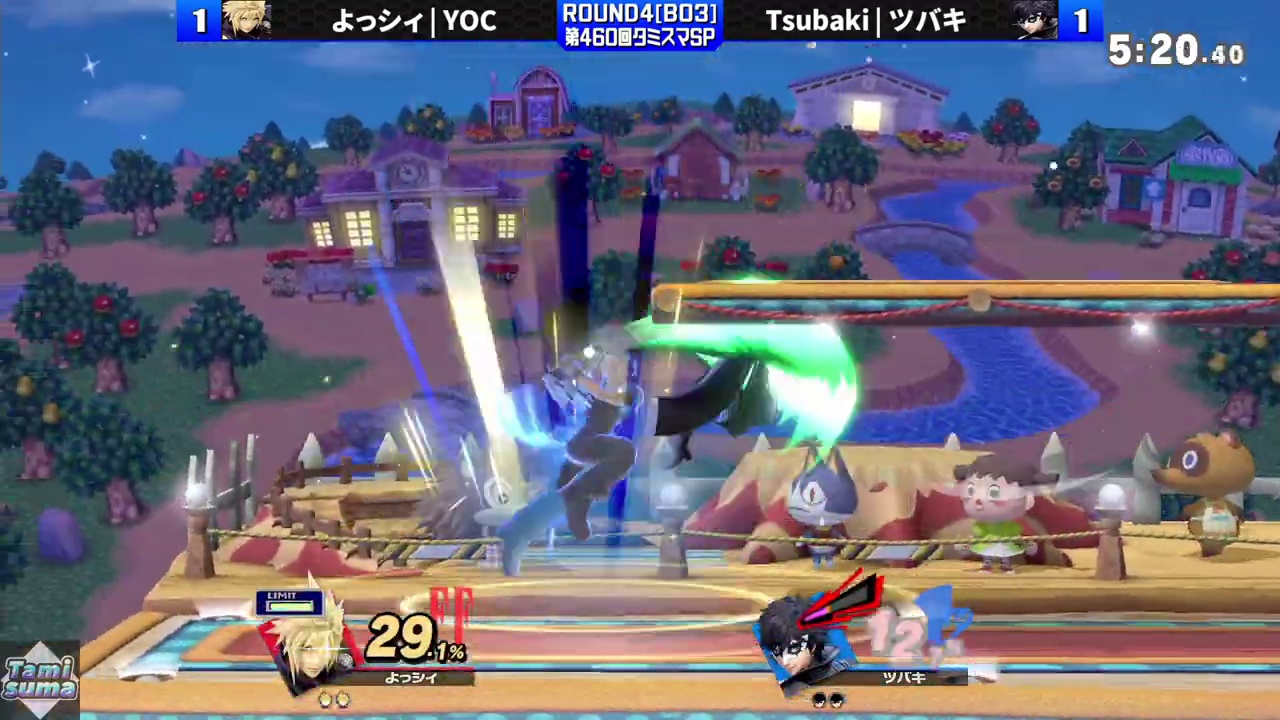 1 よっシィ | YOC
ROUND4[BO3]
第460回タミスマSP
Tsubaki | ツバキ 1
5:20.40
LIMIT
29.1%
よっシィ
12
ツバキ
Tami
suma